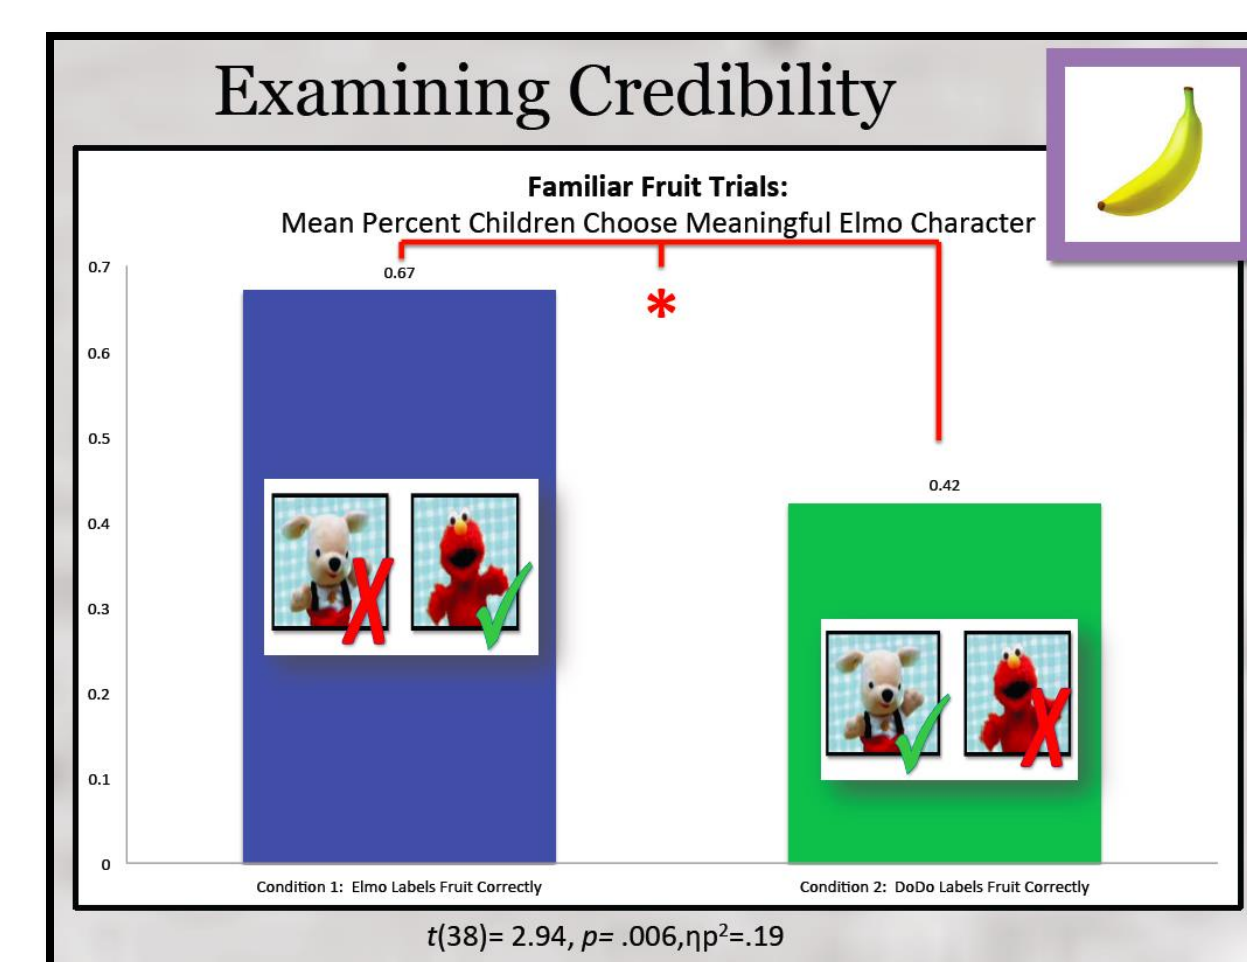 Examining Credibility
Familiar Fruit Trials:
Mean Percent Children Choose Meaningful Elmo Character
0.7
0.6
0.5
0.4
0.3
0.2
0.1
0
0.67
*
0.42
Condition 1: Elmo Labels Fruit Correctly
Condition 2: DoDo Labels Fruit Correctly
t(38)= 2.94, p= .006,ηp²=.19